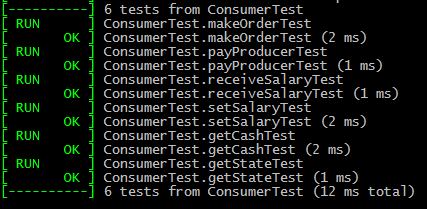 [----------] 6 tests from ConsumerTest
[ RUN      ] ConsumerTest.makeOrderTest
[       OK ] ConsumerTest.makeOrderTest (2 ms)
[ RUN      ] ConsumerTest.payProducerTest
[       OK ] ConsumerTest.payProducerTest (1 ms)
[ RUN      ] ConsumerTest.receiveSalaryTest
[       OK ] ConsumerTest.receiveSalaryTest (1 ms)
[ RUN      ] ConsumerTest.setSalaryTest
[       OK ] ConsumerTest.setSalaryTest (2 ms)
[ RUN      ] ConsumerTest.getCashTest
[       OK ] ConsumerTest.getCashTest (2 ms)
[ RUN      ] ConsumerTest.getStateTest
[       OK ] ConsumerTest.getStateTest (1 ms)
[----------] 6 tests from ConsumerTest (12 ms total)